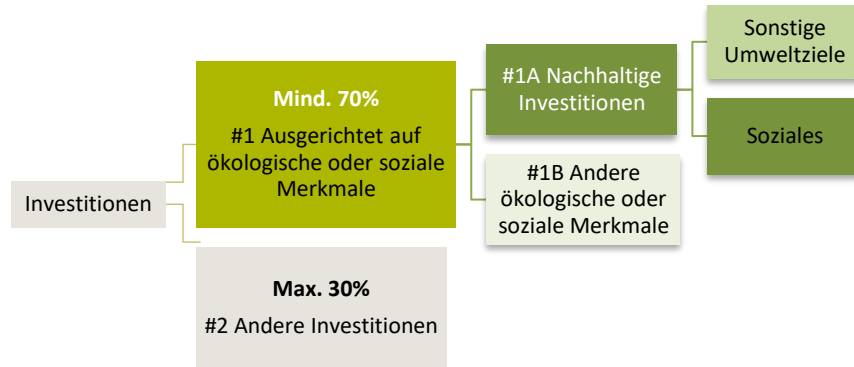 Investitionen
Mind. 70%
#1 Ausgerichtet auf
ökologische oder soziale
Merkmale
Max. 30%
#2 Andere Investitionen
#1A Nachhaltige
Investitionen
#1B Andere
ökologische oder
soziale Merkmale
Sonstige
Umweltziele
Soziales